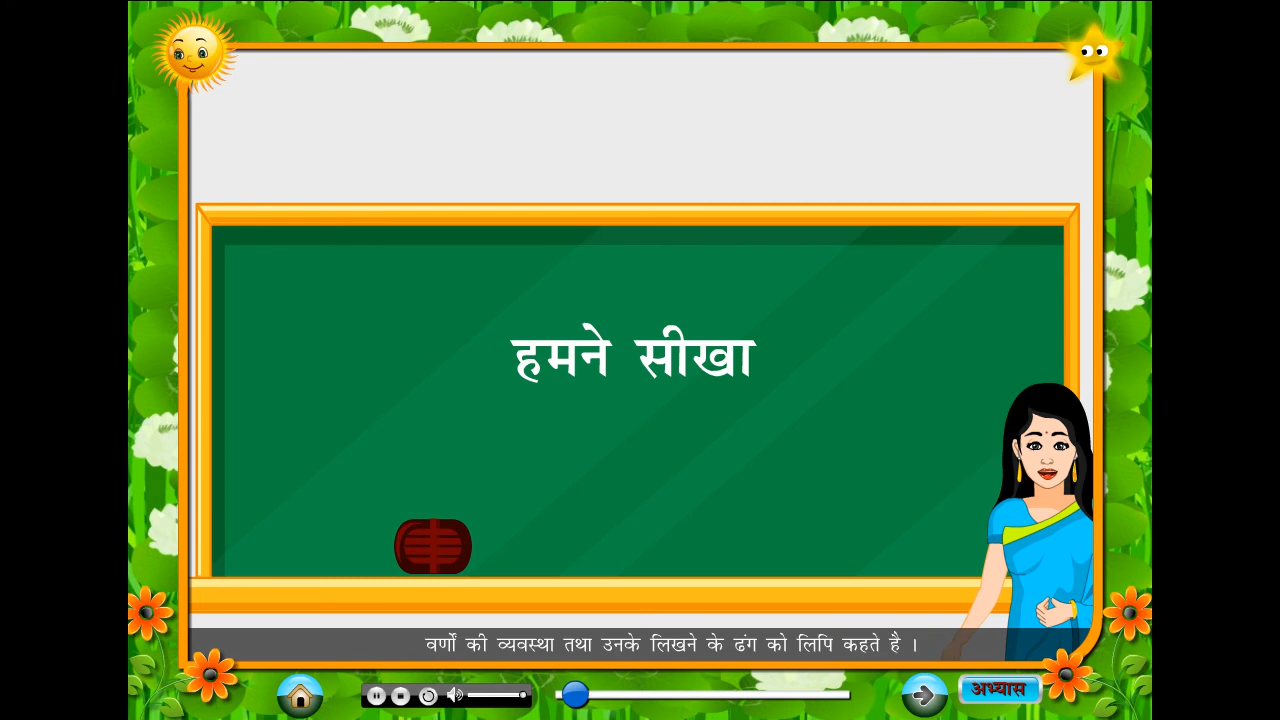 हमने सीखा
वर्णों की व्यवस्था तथा उनके लिखने के ढंग को लिपि कहते है ।
अभ्यास